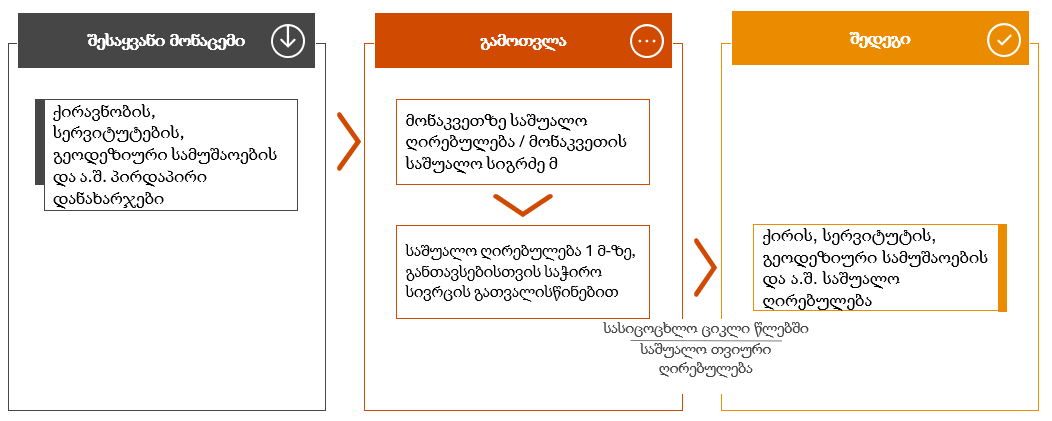 შესაყვანი მონაცემი
ქირავნობის,
სერვიტუტების,
გეოდეზიური სამუშაოების
და ა.შ. პირდაპირი
დანახარჯები
გამოთვლა
მონაკვეთზე საშუალო
ღირებულება / მონაკვეთის
საშუალო სიგრძე მ
საშუალო ღირებულება 1 მ-ზე,
განთავსებისთვის საჭირო
სივრცის გათვალისწინებით
სასიცოცხლო ციკლი წლებში
საშუალო თვიური
ღირებულება
შედეგი
ქირის, სერვიტუტის,
გეოდეზიური სამუშაოების
და ა.შ. საშუალო
ღირებულება